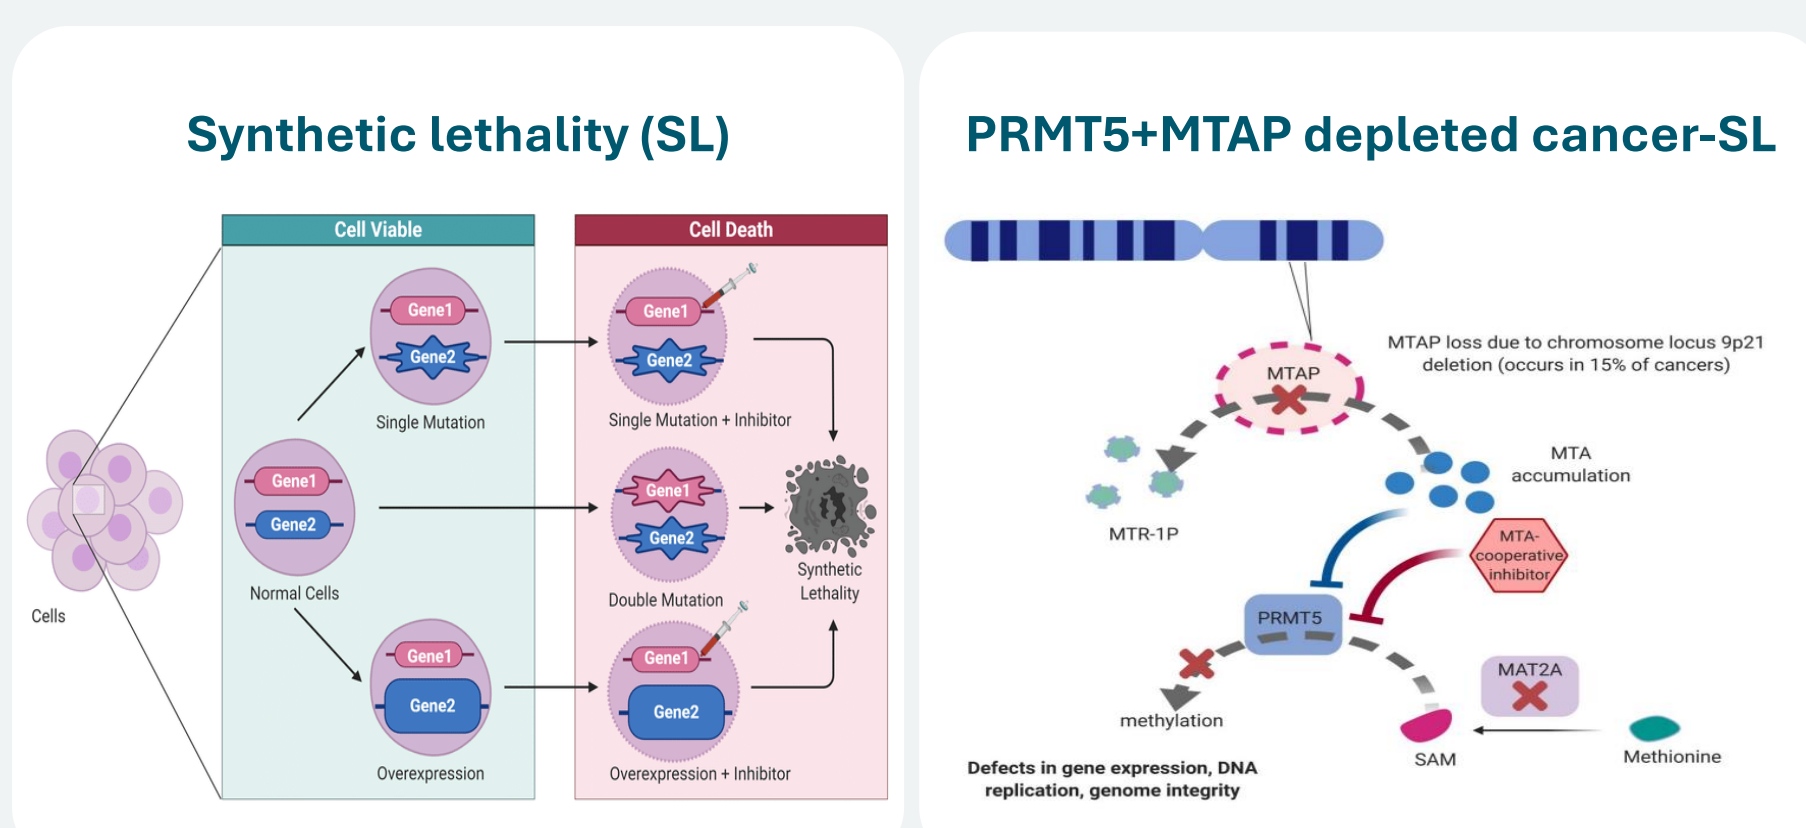 Synthetic lethality (SL)
Cell Viable
Cell Death
Gene1
Gene2
Single Mutation
Gene1
Gene2
Single Mutation + Inhibitor
Gene1
Gene2
Normal Cells
Gene1
Gene2
Double Mutation
Synthetic
Lethality
Cells
Gene1
Gene2
Overexpression
Gene1
Gene2
Overexpression + Inhibitor
PRMT5+MTAP depleted cancer-SL
MTAP loss due to chromosome locus 9p21
deletion (occurs in 15% of cancers)
MTAP
MTA
accumulation
MTR-1P
MTA-
cooperative
inhibitor
PRMT5
MAT2A
methylation
SAM
Methionine
Defects in gene expression, DNA
replication, genome integrity